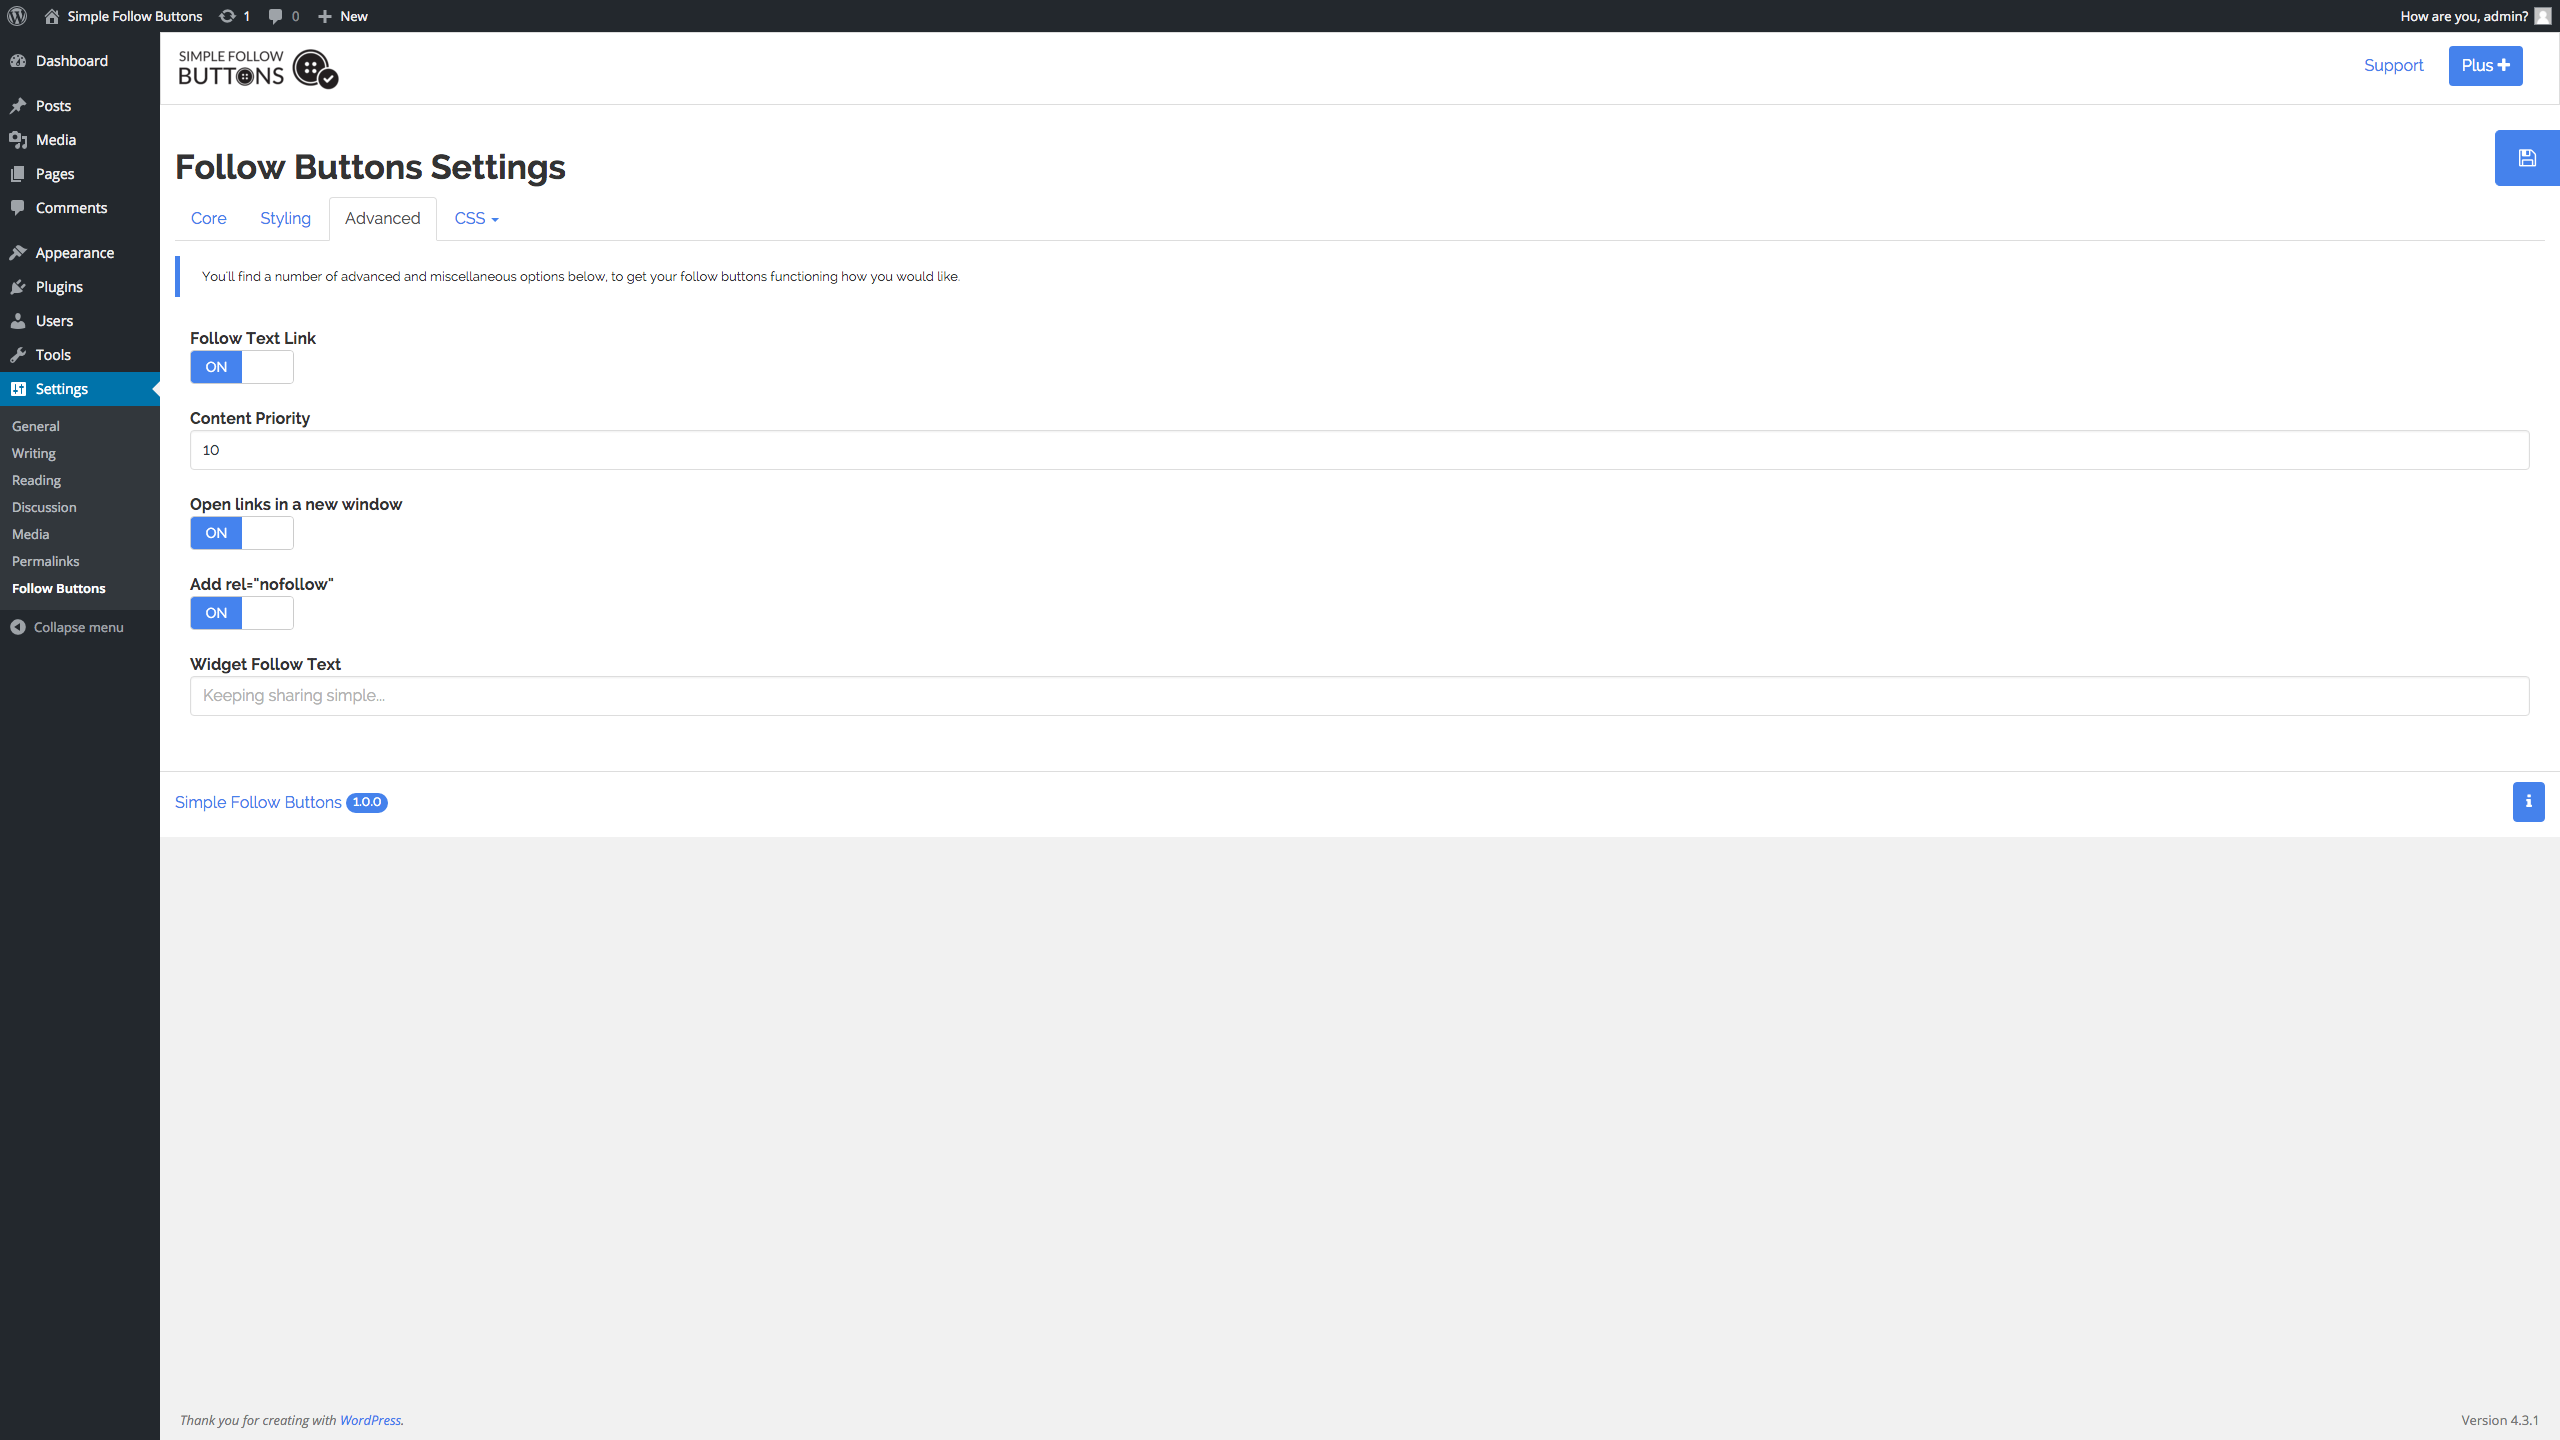 Simple Follow Buttons 1 0 New How are you, admin?
Dashboard
Posts
Media
Pages
Comments
Appearance
Plugins
Users
Tools
Settings
General
Writing
Reading
Discussion
Media
Permalinks
Follow Buttons
Collapse menu
SIMPLE FOLLOW
BUTTONS
Support Plus
Follow Buttons Settings
Core Styling Advanced CSS
You'll find a number of advanced and miscellaneous options below, to get your follow buttons functioning how you would like.
Follow Text Link
ON
Content Priority
10
Open links in a new window
ON
Add rel="nofollow"
ON
Widget Follow Text
Keeping sharing simple...
Simple Follow Buttons 1.0.0
Thank you for creating with WordPress. Version 4.3.1